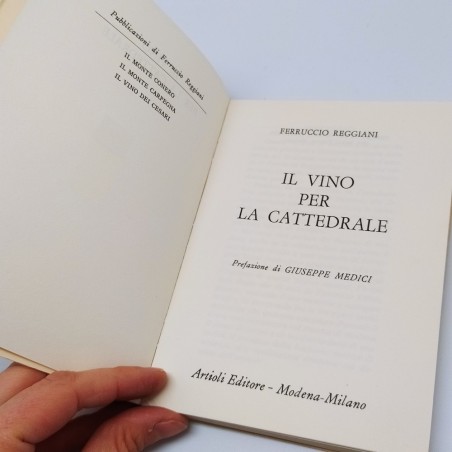 Pubblicazioni di Ferruccio Reggiani
IL MONTE CONERO
IL MONTE CARPEGNA
IL VINO DEI CESARI
FERRUCCIO REGGIANI
IL VINO
PER
LA CATTEDRALE
Prefazione di GIUSEPPE MEDICI
Artioli Editore - Modena-Milano